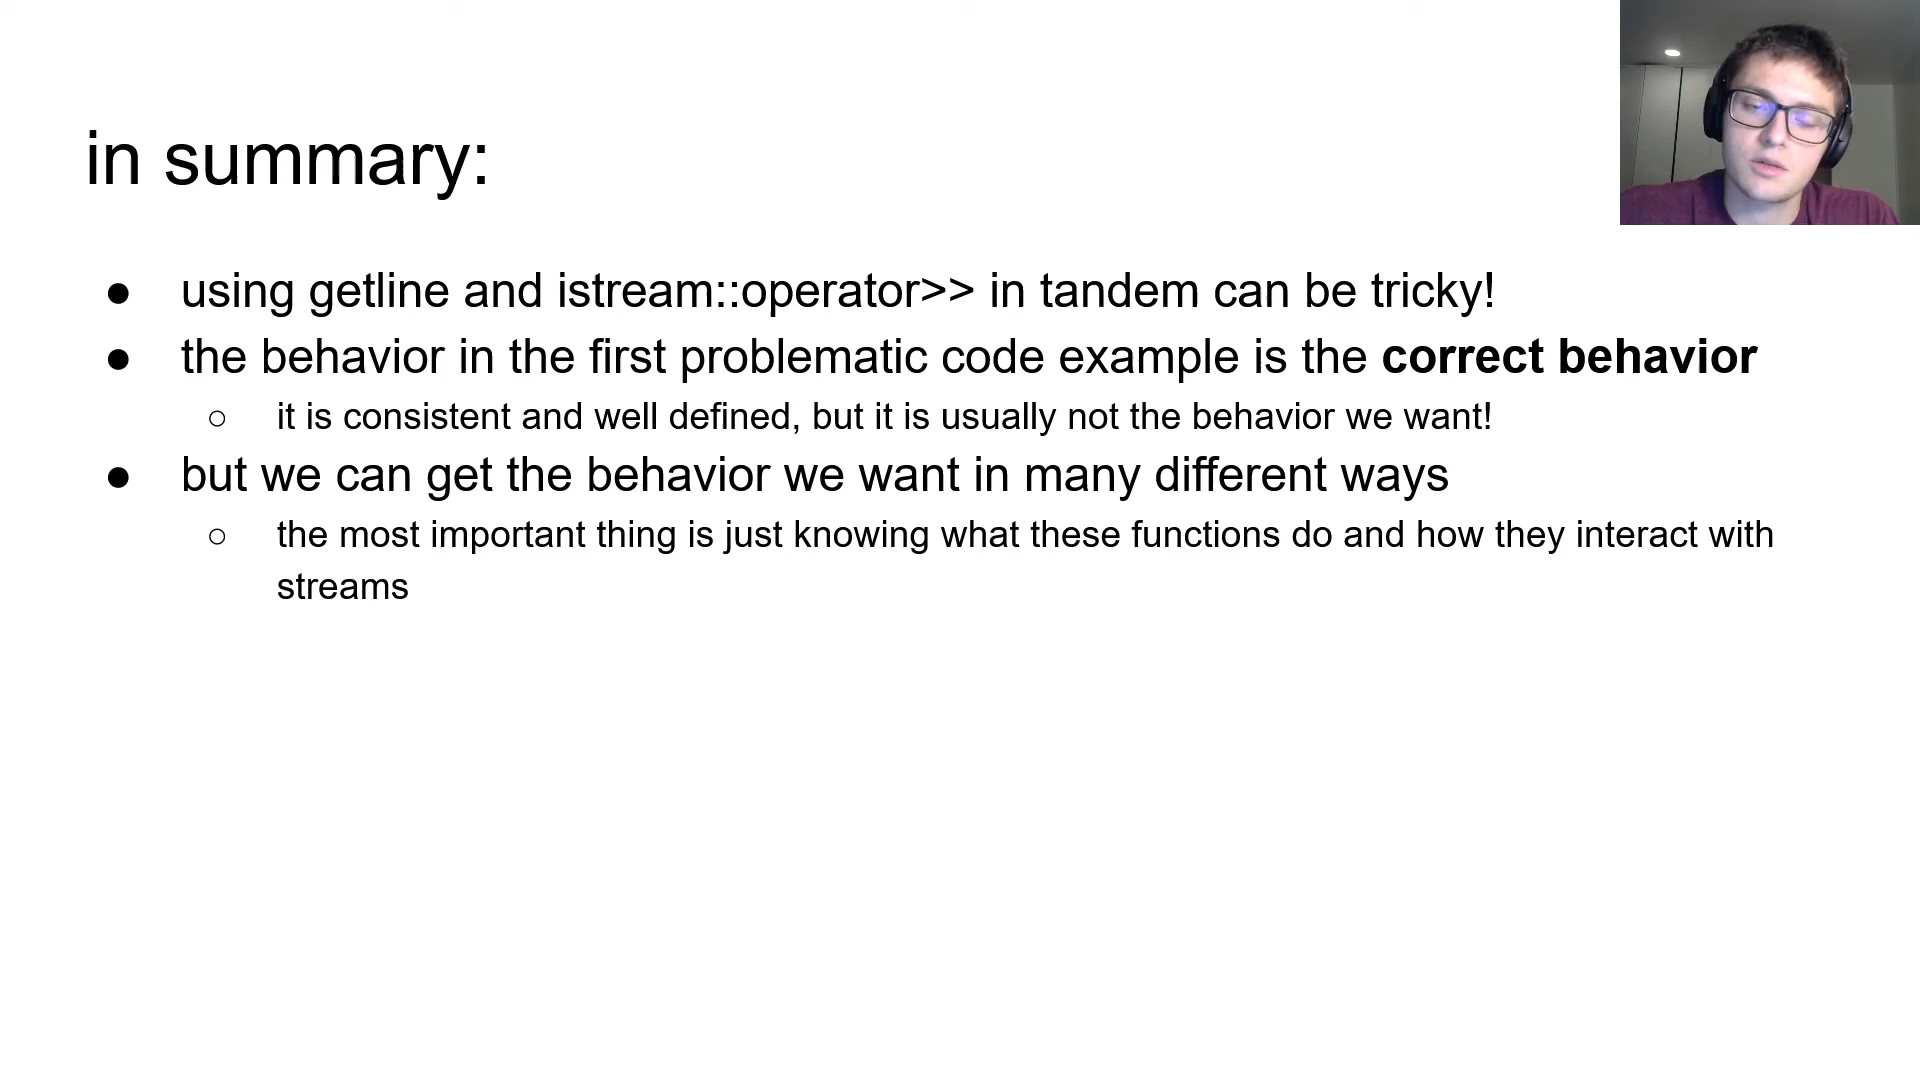 in summary:
● using getline and istream::operator>> in tandem can be tricky!
● the behavior in the first problematic code example is the correct behavior
○ it is consistent and well defined, but it is usually not the behavior we want!
● but we can get the behavior we want in many different ways
○ the most important thing is just knowing what these functions do and how they interact with
streams